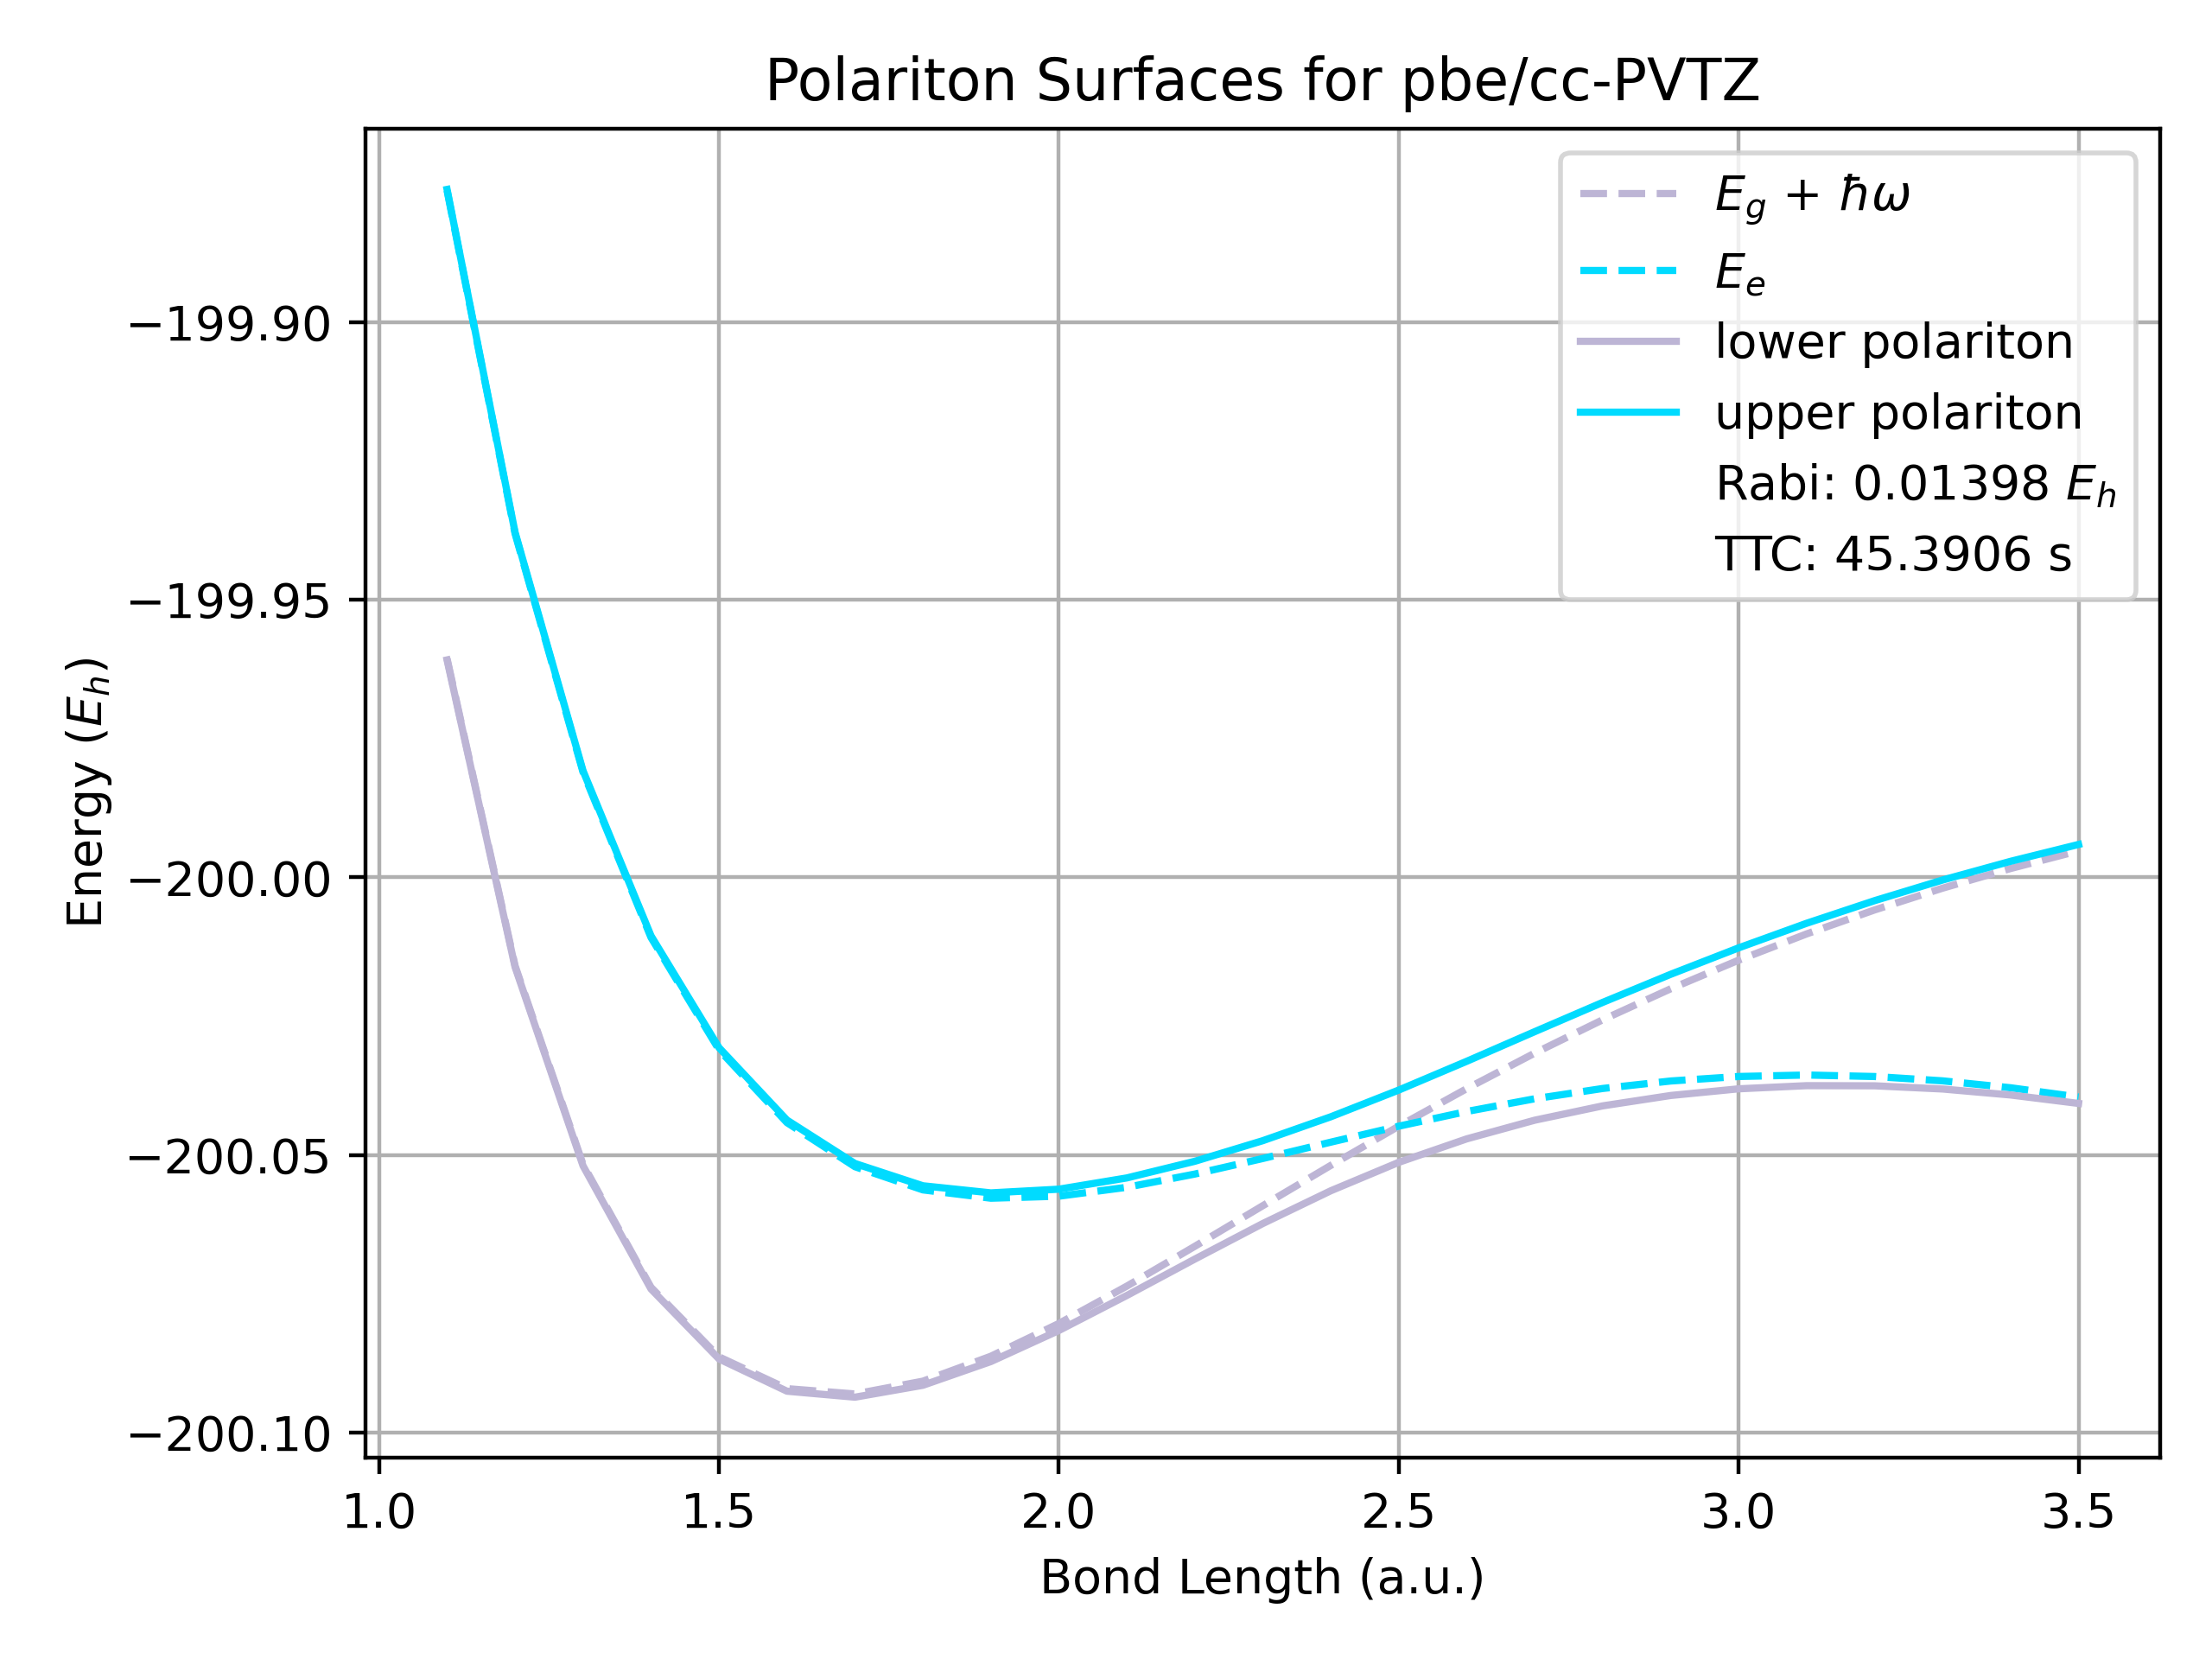 Polariton Surfaces for pbe/cc-PVTZ
E_g + ħω
E_e
lower polariton
upper polariton
Rabi: 0.01398 E_h
TTC: 45.3906 s
Energy (E_h)
−199.90
−199.95
−200.00
−200.05
−200.10
1.0 1.5 2.0 2.5 3.0 3.5
Bond Length (a.u.)